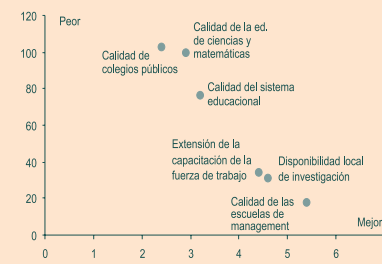 120
Peor
Calidad de la ed.
de ciencias y
matemáticas
100
Calidad de
colegios públicos
80
Calidad del sistema
educacional
60
Extensión de la
capacitación de la
fuerza de trabajo
Disponibilidad local
de investigación
40
20
Calidad de las
escuelas de
management
Mejor
0
0 1 2 3 4 5 6